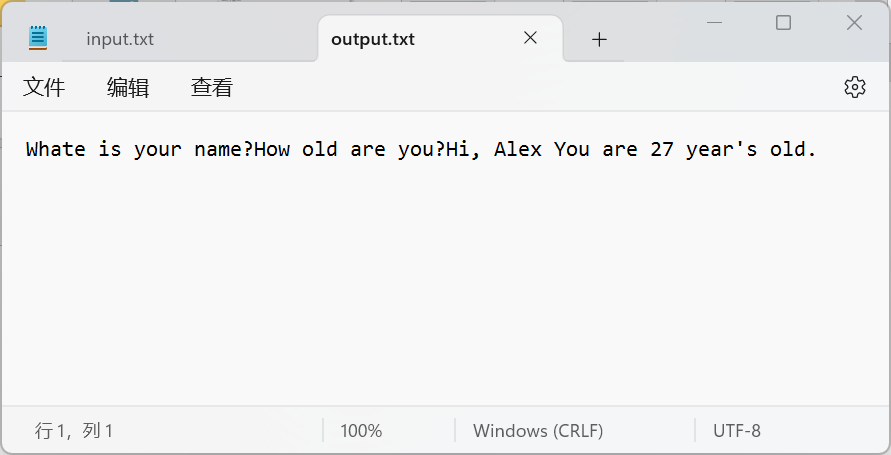 input.txt
output.txt
文件 编辑 查看
Whate is your name?How old are you?Hi, Alex You are 27 year's old.
行 1，列 1 100% Windows (CRLF) UTF-8